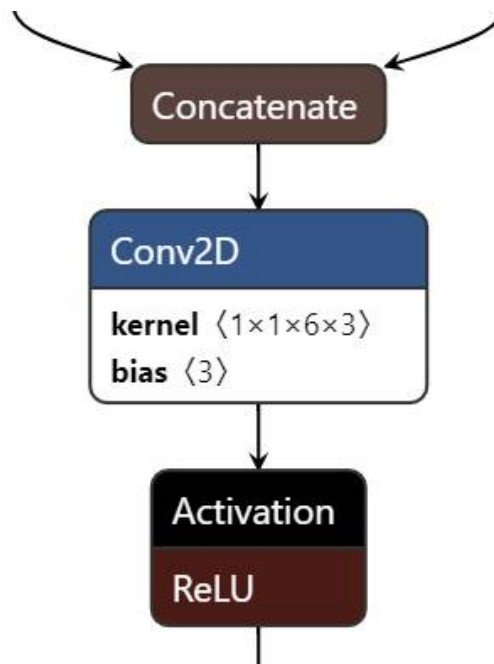 Concatenate
Conv2D
kernel 〈1×1×6×3〉
bias 〈3〉
Activation
ReLU